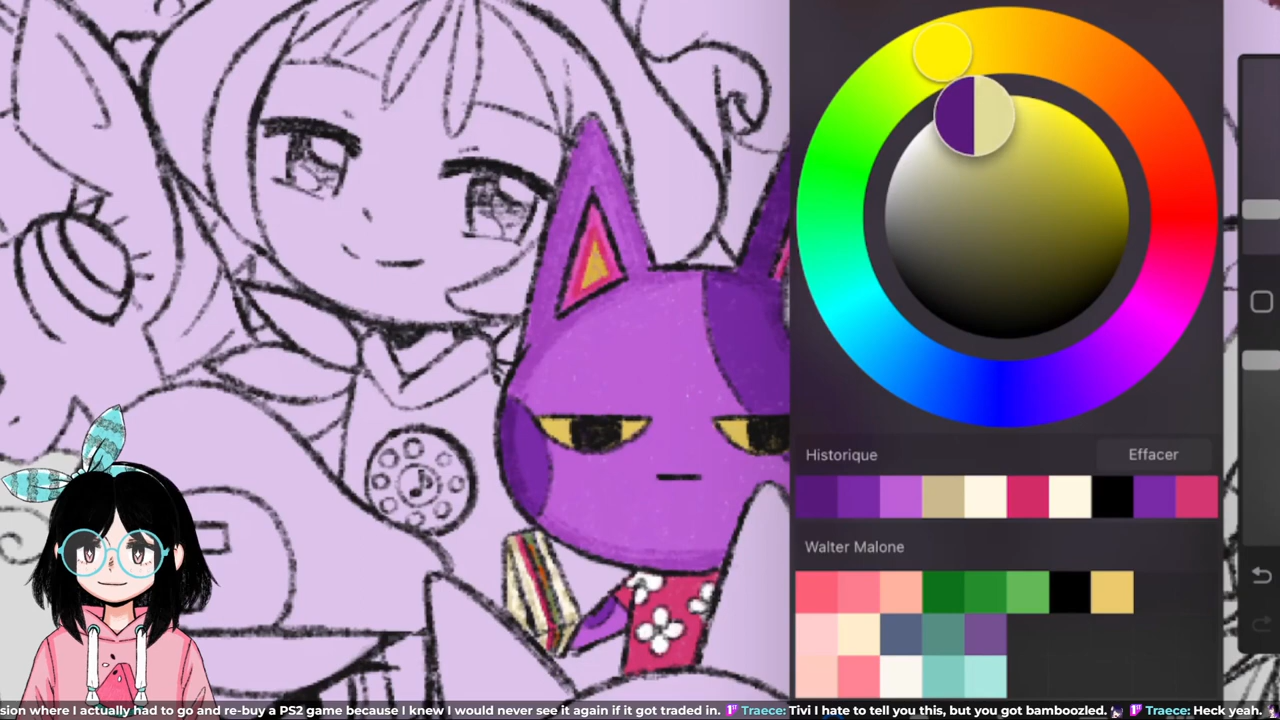 Historique
Effacer
Walter Malone
sion where I actually had to go and re-buy a PS2 game because I knew I would never see it again if it got traded in. 1st Traece: Tivi I hate to tell you this, but you got bamboozled. 1st Traece: Heck yeah.